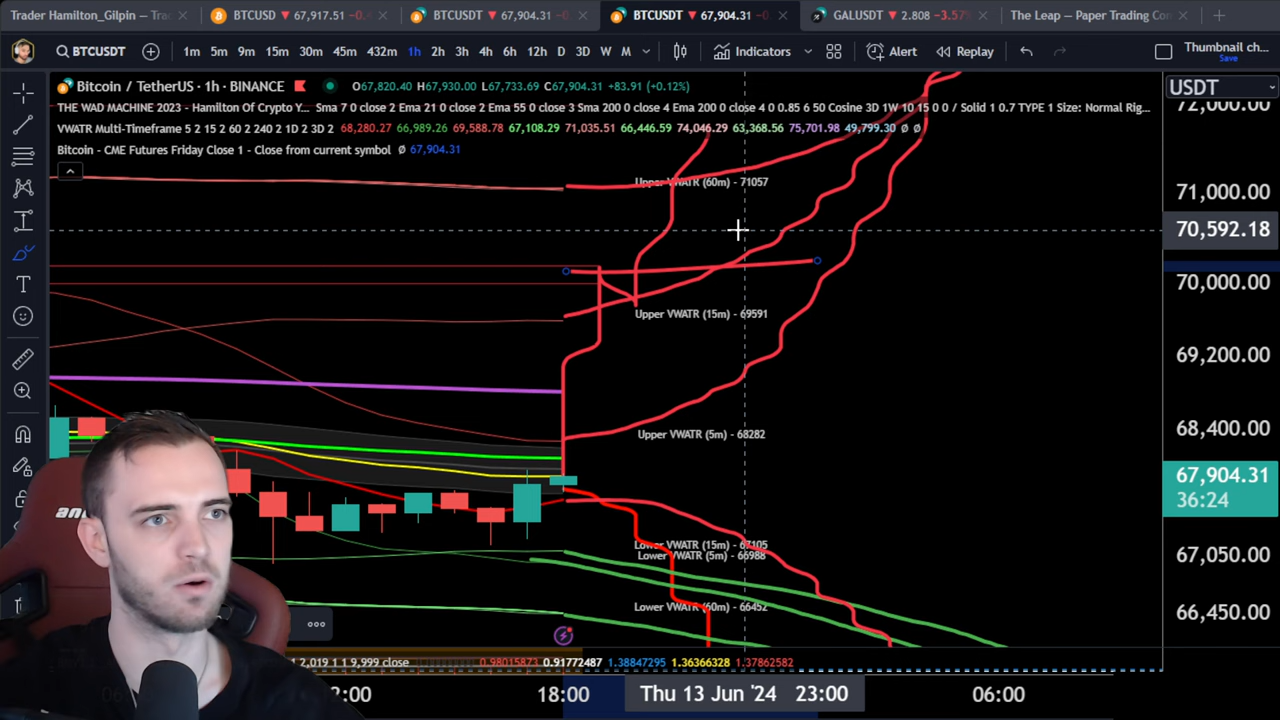 Trader Hamilton_Gilpin — Tra
BTCUSD ▼ 67,917.51
BTCUSDT ▼ 67,904.31
BTCUSDT ▼ 67,904.31
GALUSDT ▼ 2.808 −3.57
The Leap — Paper Trading Co
BTCUSDT
1m 5m 9m 15m 30m 45m 432m 1h 2h 3h 4h 6h 12h D 3D W M
Indicators
Alert
Replay
Thumbnail ch...
Save
Bitcoin / TetherUS · 1h · BINANCE
O67,820.40 H67,930.00 L67,733.69 C67,904.31 +83.91 (+0.12%)
THE WAD MACHINE 2023 - Hamilton Of Crypto Y... Sma 7 0 close 2 Ema 21 0 close 2 Ema 55 0 close 3 Sma 200 0 close 4 Ema 200 0 close 4 0 0.85 6 50 Cosine 3D 1W 10 15 0 0 / Solid 1 0.7 TYPE 1 Size: Normal Rig...
VWATR Multi-Timeframe 5 2 15 2 60 2 240 2 1D 2 3D 2 68,280.27 66,989.26 69,588.78 67,108.29 71,035.51 66,446.59 74,046.29 63,368.56 75,701.98 49,799.30 Ø Ø
Bitcoin - CME Futures Friday Close 1 - Close from current symbol Ø 67,904.31
USDT
72,000.00
71,000.00
70,592.18
70,000.00
69,200.00
68,400.00
67,904.31
36:24
67,050.00
66,450.00
Upper VWATR (60m) - 71057
Upper VWATR (15m) - 69591
Upper VWATR (5m) - 68282
Lower VWATR (15m) - 67105
Lower VWATR (5m) - 66988
Lower VWATR (60m) - 66452
1 2,019 1 1 9,999 close 0.98015873 0.91772487 1.38847295 1.36366328 1.37862582
18:00
Thu 13 Jun '24 23:00
06:00